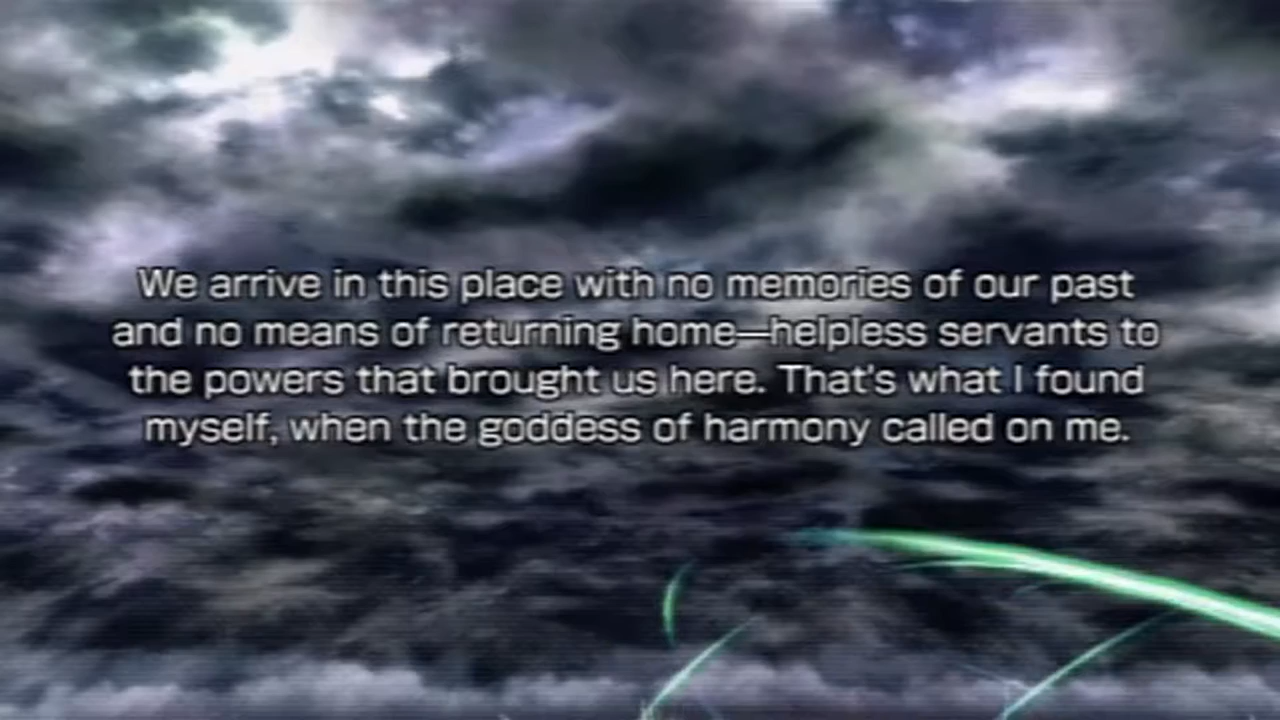 We arrive in this place with no memories of our past
and no means of returning home—helpless servants to
the powers that brought us here. That's what I found
myself, when the goddess of harmony called on me.